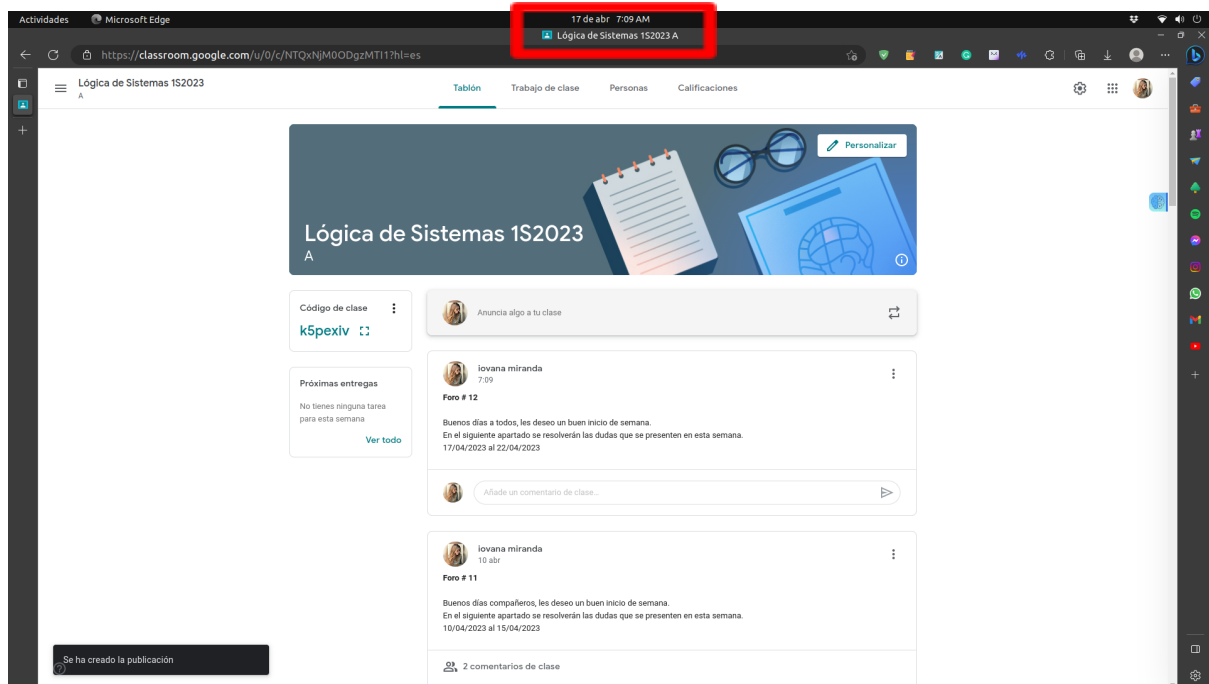 Actividades
Microsoft Edge
17 de abr 7:09 AM
Lógica de Sistemas 1S2023 A
https://classroom.google.com/u/0/c/NTQxNjM0ODgzMTI1?hl=es
Lógica de Sistemas 1S2023
A
Tablón
Trabajo de clase
Personas
Calificaciones
Personalizar
Lógica de Sistemas 1S2023
A
Código de clase
k5pexiv
Anuncia algo a tu clase
Próximas entregas
No tienes ninguna tarea
para esta semana
Ver todo
iovana miranda
7:09
Foro # 12
Buenos días a todos, les deseo un buen inicio de semana.
En el siguiente apartado se resolverán las dudas que se presenten en esta semana.
17/04/2023 al 22/04/2023
Añade un comentario de clase...
iovana miranda
10 abr
Foro # 11
Buenos días compañeros, les deseo un buen inicio de semana.
En el siguiente apartado se resolverán las dudas que se presenten en esta semana.
10/04/2023 al 15/04/2023
2 comentarios de clase
Se ha creado la publicación